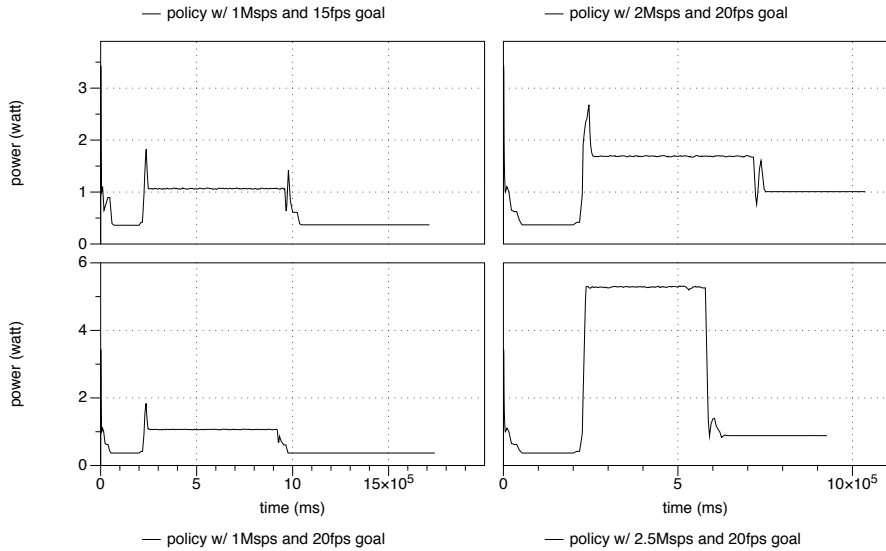 policy w/ 1Msps and 15fps goal
policy w/ 2Msps and 20fps goal
power (watt)
3
2
1
0
power (watt)
6
4
2
0
0
5
10
15×10⁵
time (ms)
0
5
10×10⁵
time (ms)
policy w/ 1Msps and 20fps goal
policy w/ 2.5Msps and 20fps goal